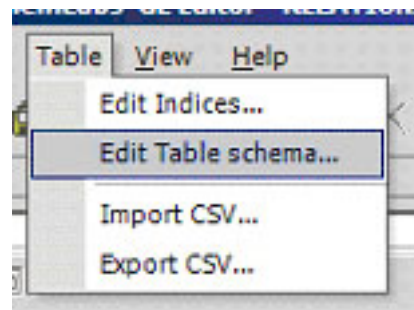 Table View Help
Edit Indices...
Edit Table schema...
Import CSV...
Export CSV...